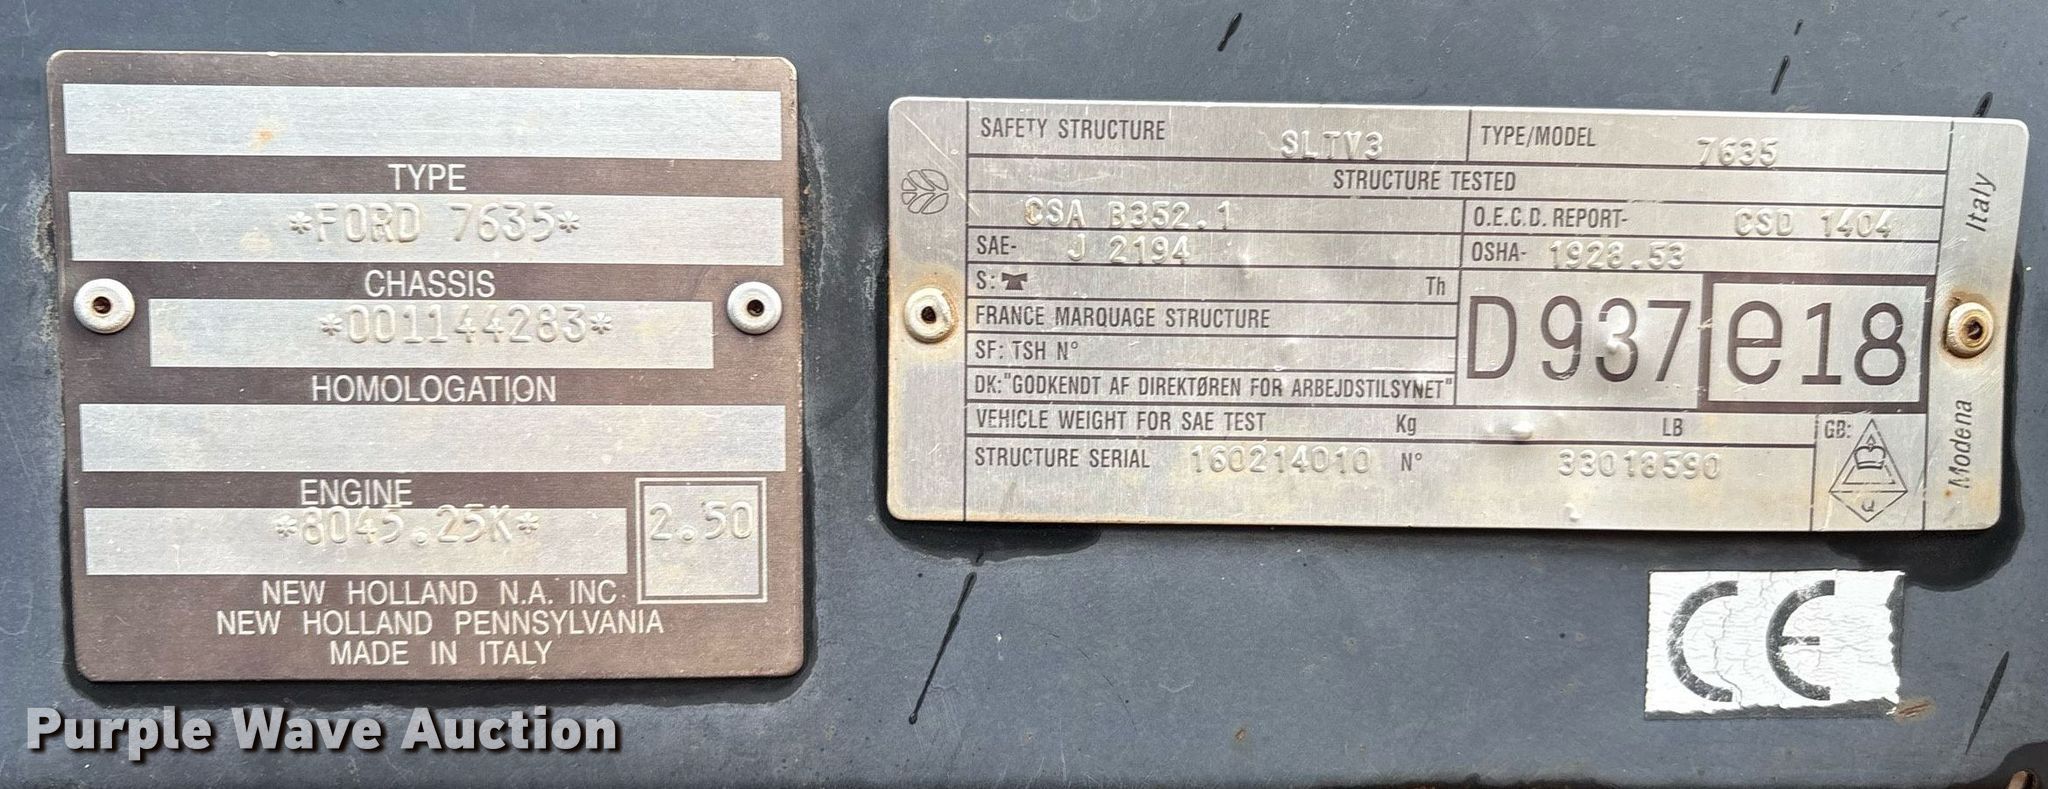 TYPE
*FORD 7635*
CHASSIS
*001144283*
HOMOLOGATION
ENGINE
*8045.25K*
2.50
NEW HOLLAND N.A. INC
NEW HOLLAND PENNSYLVANIA
MADE IN ITALY
SAFETY STRUCTURE SLTV3 TYPE/MODEL 7635
STRUCTURE TESTED
CSA B352.1 O.E.C.D. REPORT- CSD 1404
SAE- J 2194 OSHA- 1928.53
S: Th
FRANCE MARQUAGE STRUCTURE
SF: TSH N°
DK:"GODKENDT AF DIREKTØREN FOR ARBEJDSTILSYNET"
D937 e18
VEHICLE WEIGHT FOR SAE TEST Kg LB
STRUCTURE SERIAL 160214010 N° 33018590
GB:
Q
Modena Italy
CE
Purple Wave Auction